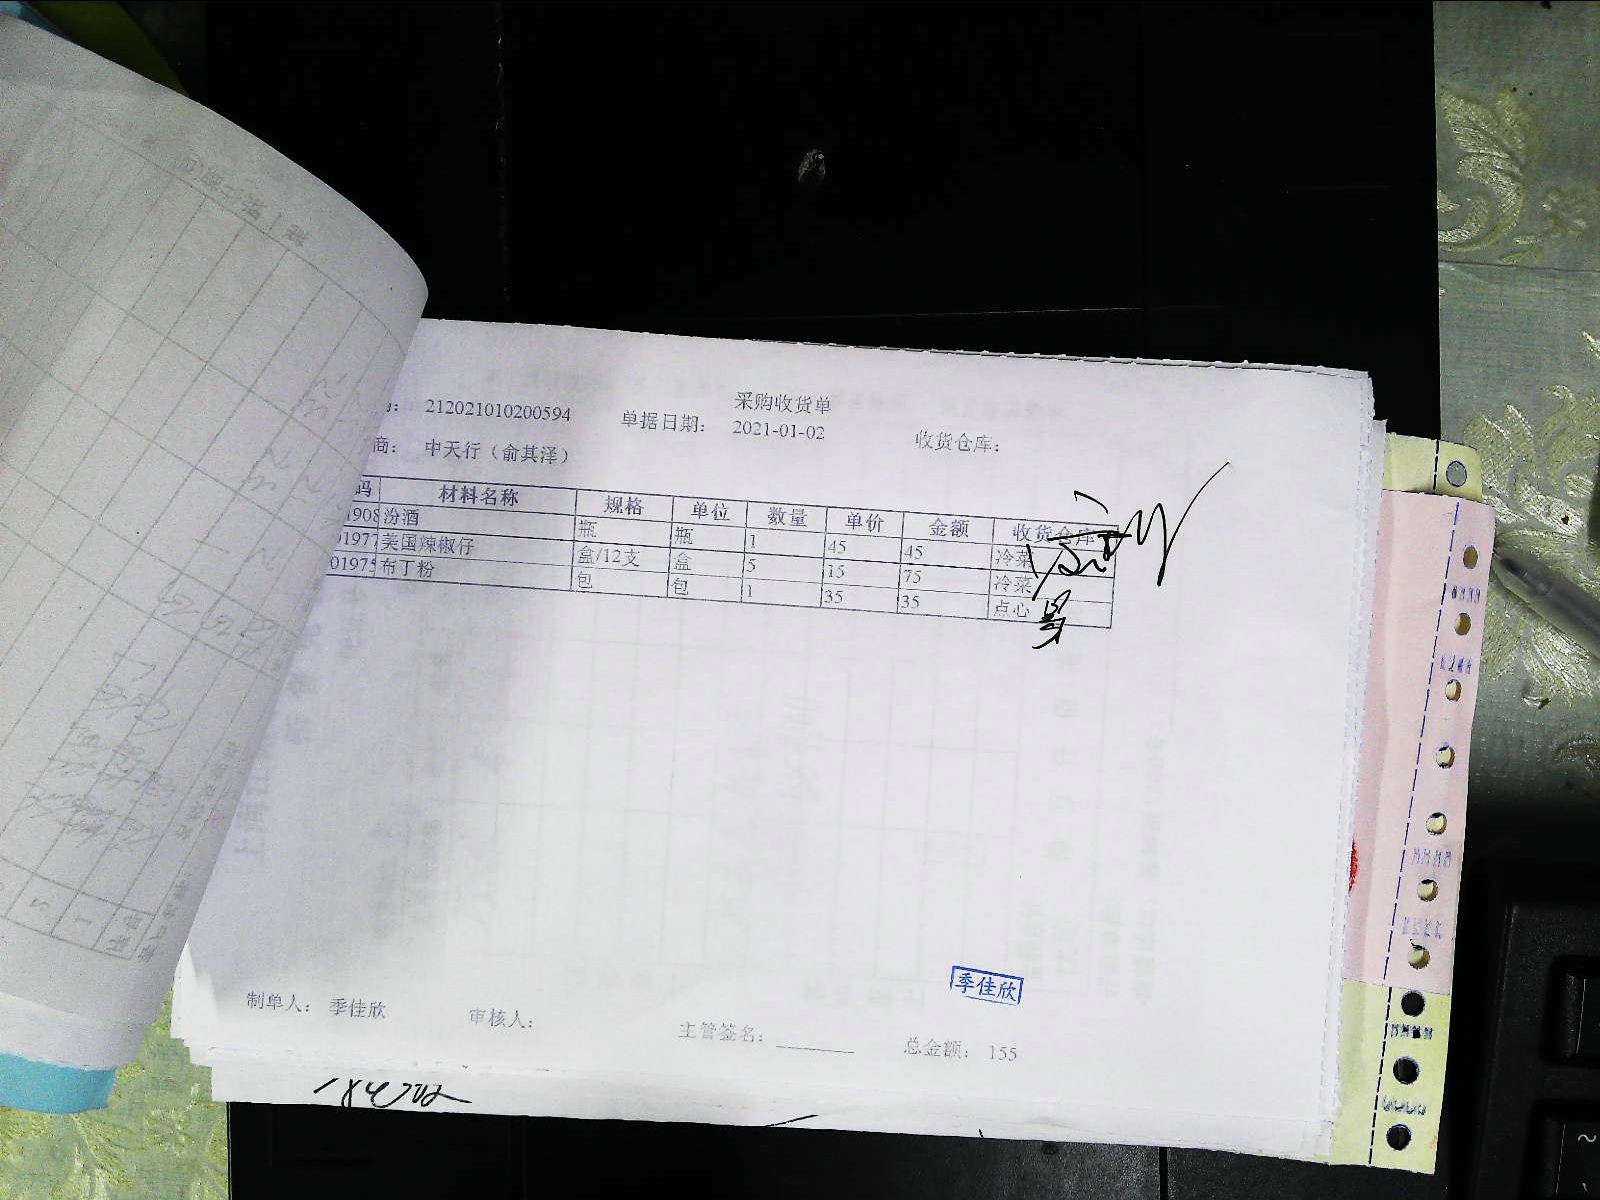 采购收货单
212021010200594 单据日期: 2021-01-02 收货仓库:
商: 申天行（俞其泽）
码 材料名称 规格 单位 数量 单价 金额 收货仓库
1908 汾酒 瓶 瓶 1 45 45 冷菜
01977 美国辣椒仔 盒/12支 盒 5 15 75 冷菜
01975 布丁粉 包 包 1 35 35 点心
季佳欣
制单人: 季佳欣 审核人: 主管签名: 总金额: 155